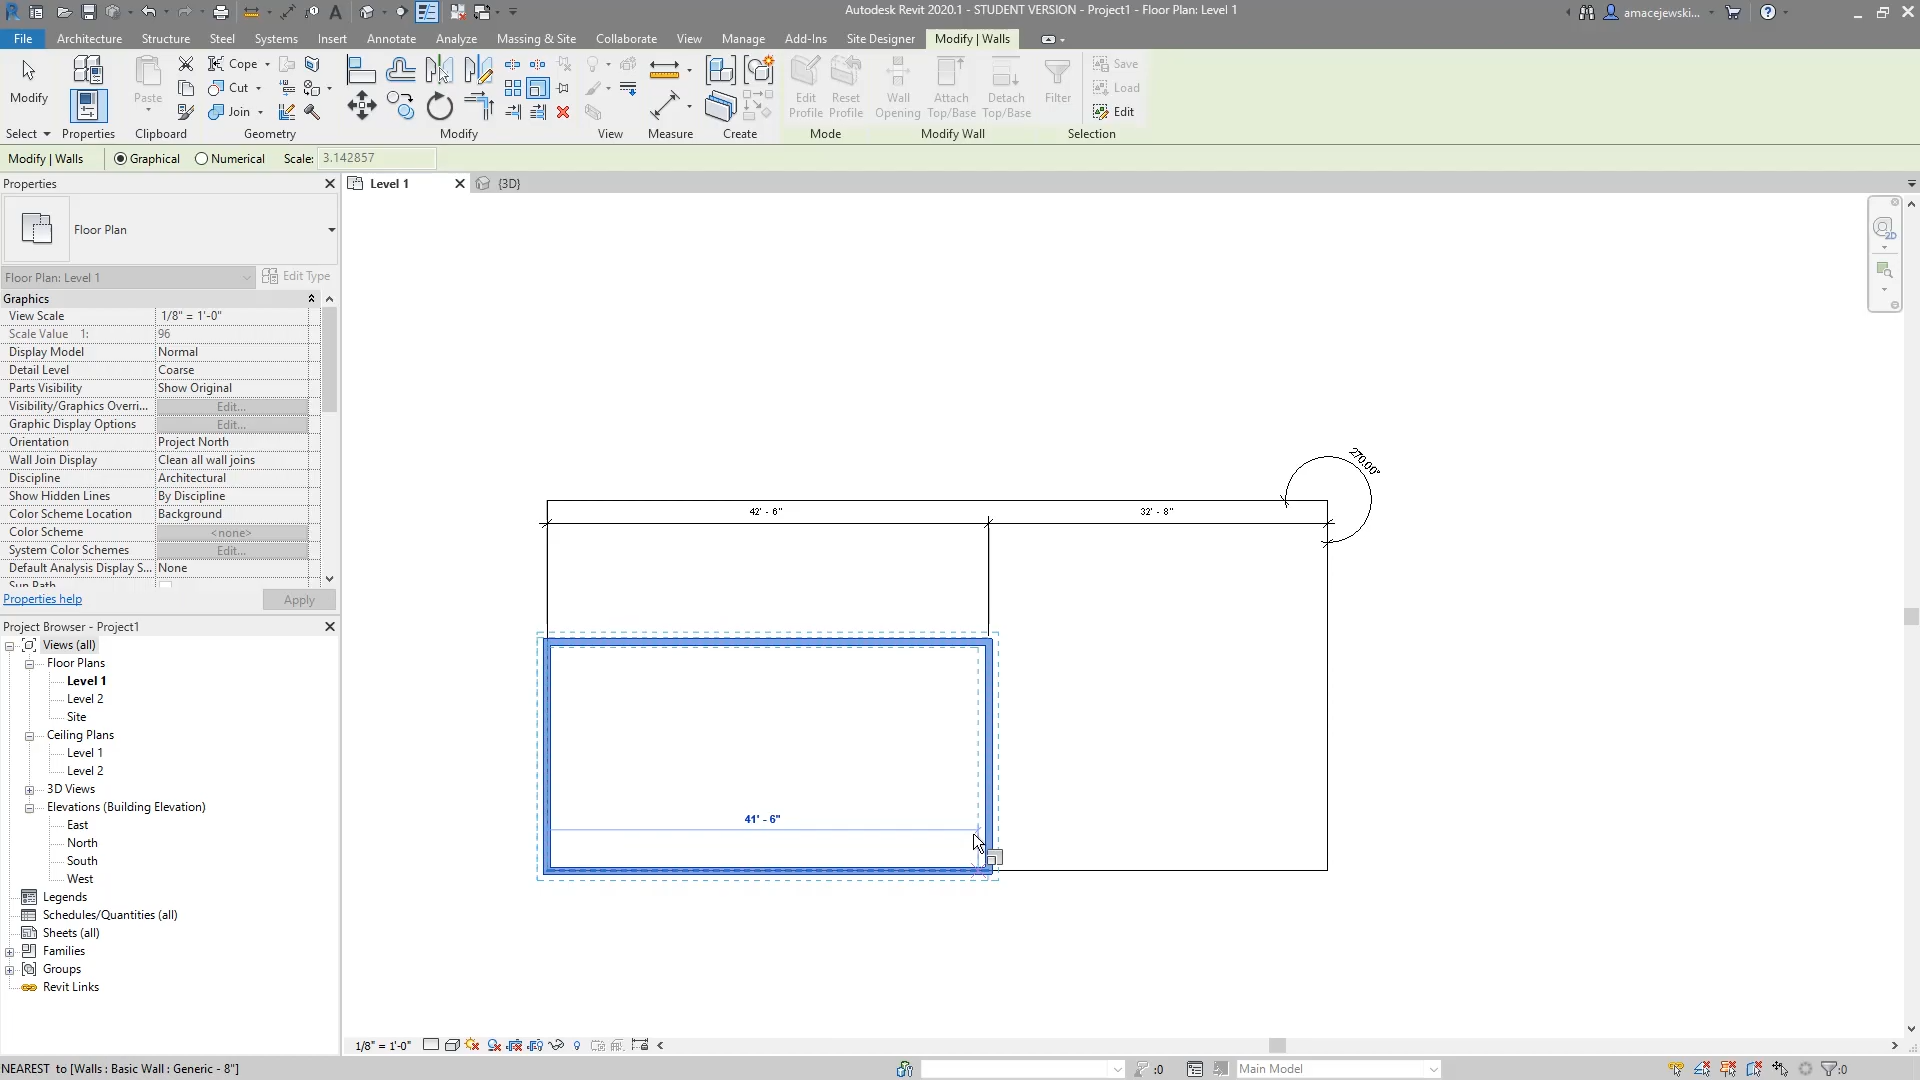 Autodesk Revit 2020.1 - STUDENT VERSION - Project1 - Floor Plan: Level 1
amacejewski...
File Architecture Structure Steel Systems Insert Annotate Analyze Massing & Site Collaborate View Manage Add-Ins Site Designer Modify | Walls
Modify
Paste
Cope
Cut
Join
Edit Profile
Reset Profile
Wall Opening
Attach Top/Base
Detach Top/Base
Filter
Save
Load
Edit
Select Properties Clipboard Geometry Modify View Measure Create Mode Modify Wall Selection
Modify | Walls Graphical Numerical Scale: 3.142857
Properties
Level 1
{3D}
Floor Plan
Floor Plan: Level 1 Edit Type
Graphics
View Scale 1/8" = 1'-0"
Scale Value 1: 96
Display Model Normal
Detail Level Coarse
Parts Visibility Show Original
Visibility/Graphics Overri... Edit...
Graphic Display Options Edit...
Orientation Project North
Wall Join Display Clean all wall joins
Discipline Architectural
Show Hidden Lines By Discipline
Color Scheme Location Background
Color Scheme <none>
System Color Schemes Edit...
Default Analysis Display S... None
Sun Path
Properties help Apply
Project Browser - Project1
Views (all)
Floor Plans
Level 1
Level 2
Site
Ceiling Plans
Level 1
Level 2
3D Views
Elevations (Building Elevation)
East
North
South
West
Legends
Schedules/Quantities (all)
Sheets (all)
Families
Groups
Revit Links
270.00°
42' - 6"
32' - 8"
41' - 6"
2D
1/8" = 1'-0"
NEAREST to [Walls : Basic Wall : Generic - 8"]
:0
Main Model
:0